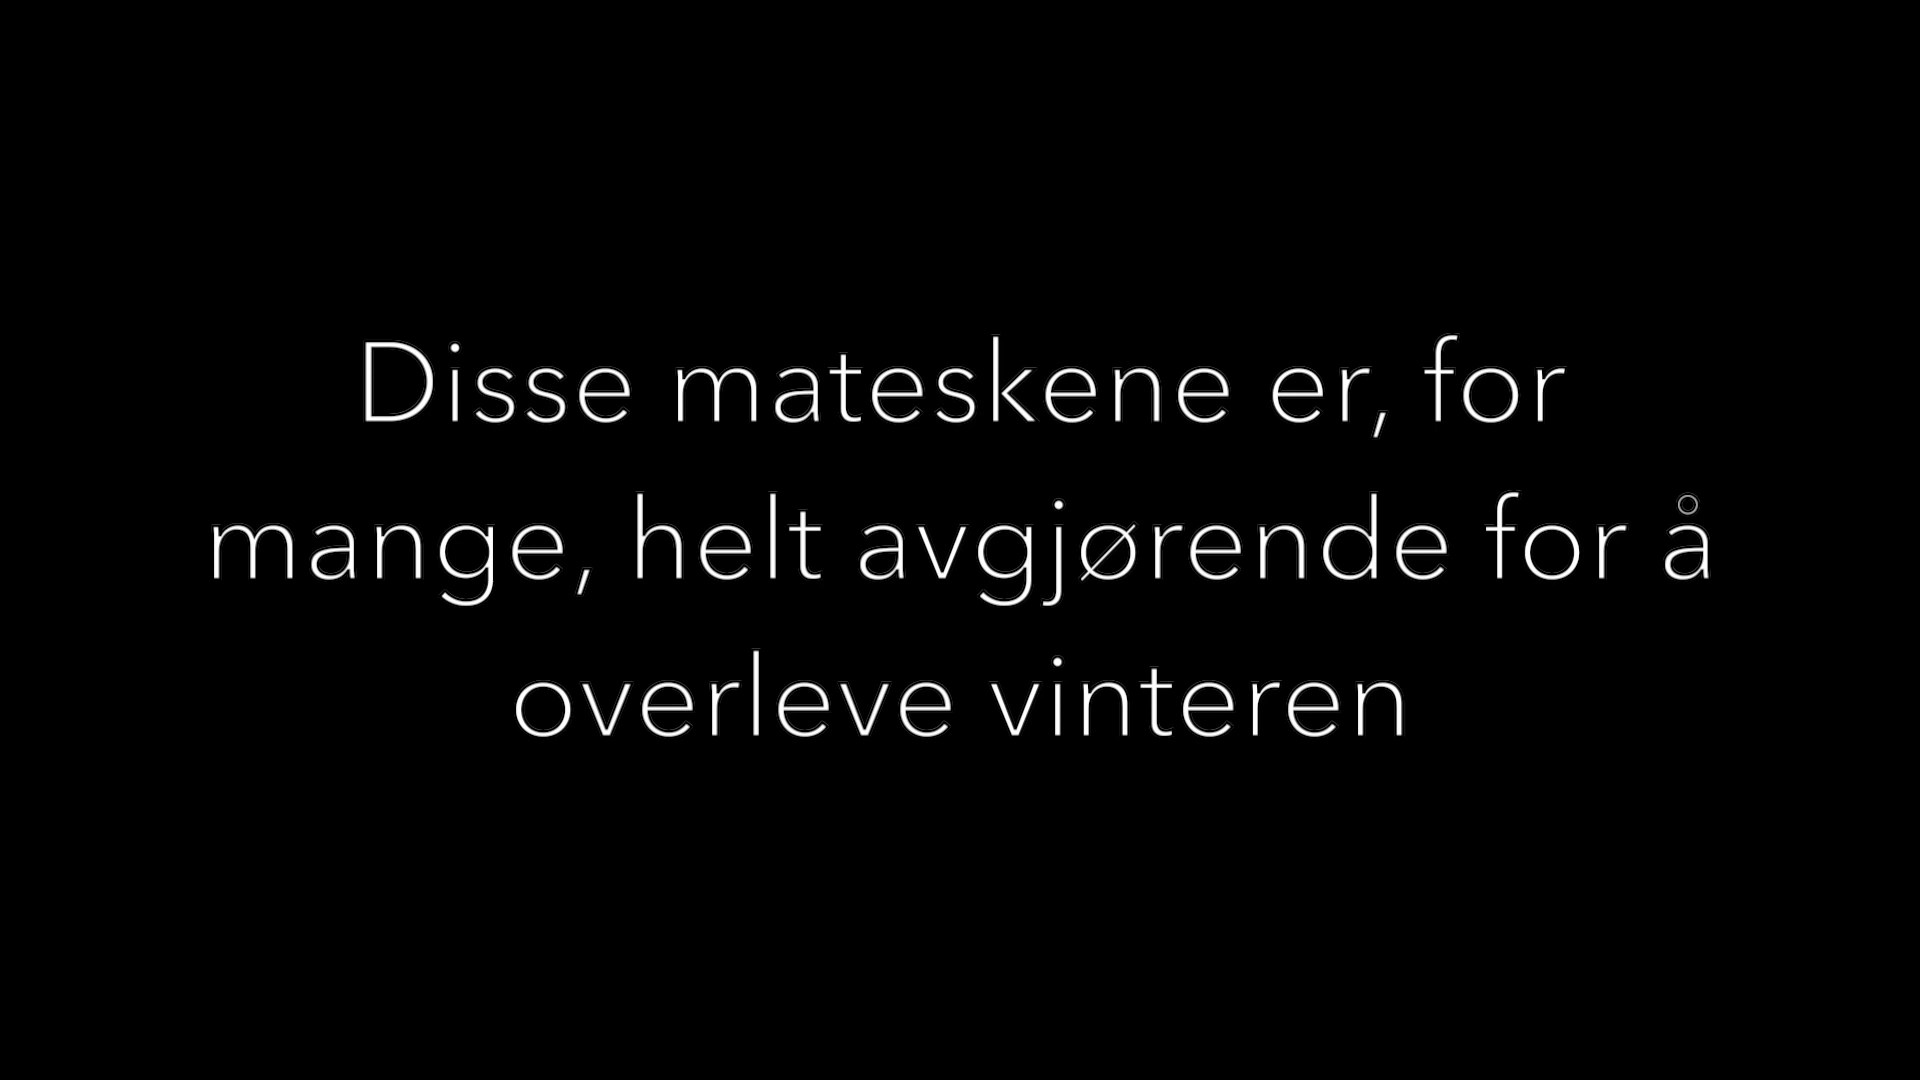 Disse mateskene er, for
mange, helt avgjørende for å
overleve vinteren